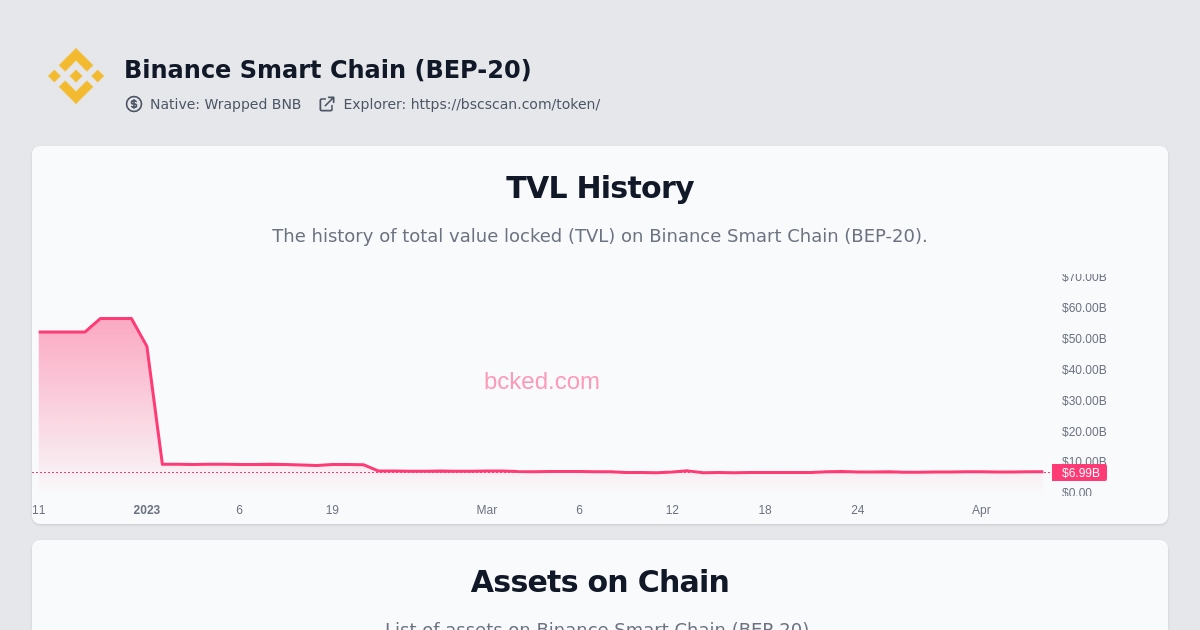 Binance Smart Chain (BEP-20)
Native: Wrapped BNB Explorer: https://bscscan.com/token/
TVL History
The history of total value locked (TVL) on Binance Smart Chain (BEP-20).
$70.00B
$60.00B
$50.00B
$40.00B
$30.00B
$20.00B
$10.00B
$6.99B
$0.00
bcked.com
11 2023 6 19 Mar 6 12 18 24 Apr
Assets on Chain
List of assets on Binance Smart Chain (BEP-20)